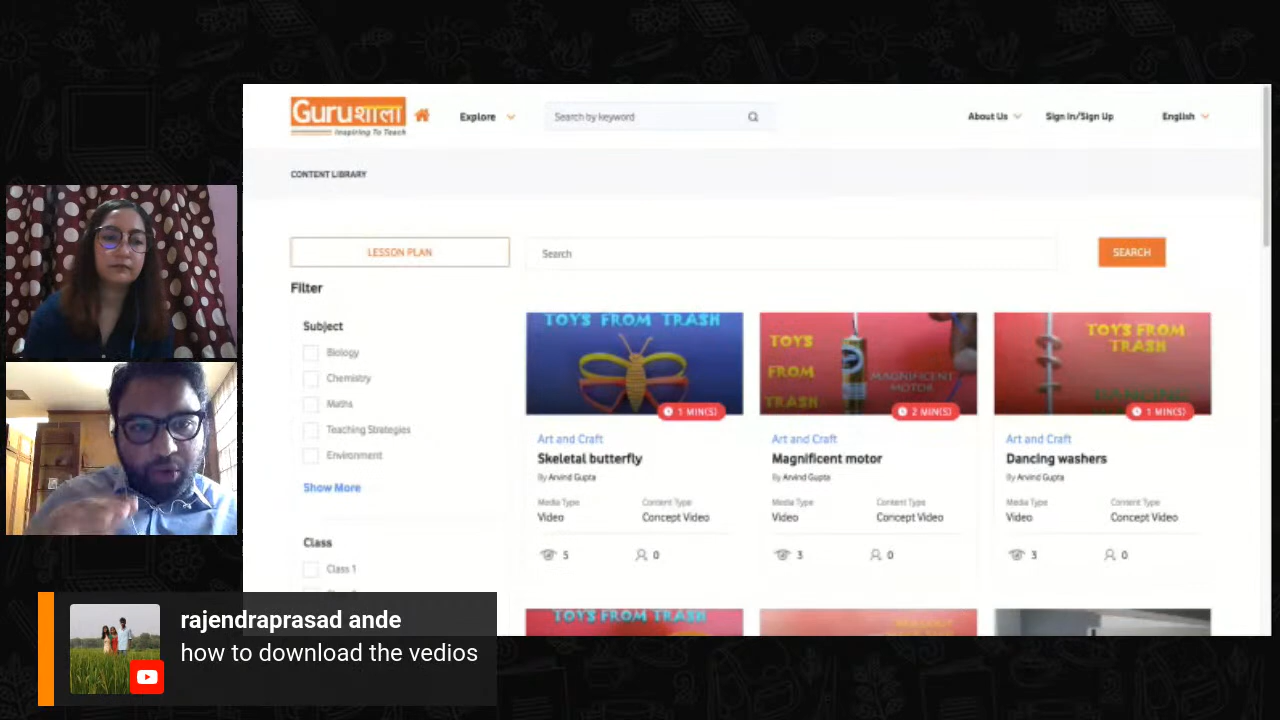 Guruशाला
Inspiring To Teach
Explore
Search by keyword
About Us
Sign In/Sign Up
English
CONTENT LIBRARY
LESSON PLAN
Search
SEARCH
Filter
Subject
Biology
Chemistry
Maths
Teaching Strategies
Environment
Show More
Class
Class 1
TOYS FROM TRASH
1 MIN(S)
Art and Craft
Skeletal butterfly
By Arvind Gupta
Media Type
Content Type
Video
Concept Video
5
0
TOYS
FROM
TRASH
MAGNIFICENT
MOTOR
2 MIN(S)
Art and Craft
Magnificent motor
By Arvind Gupta
Media Type
Content Type
Video
Concept Video
3
0
TOYS FROM
TRASH
1 MIN(S)
Art and Craft
Dancing washers
By Arvind Gupta
Media Type
Content Type
Video
Concept Video
3
0
TOYS FROM TRASH
rajendraprasad ande
how to download the vedios